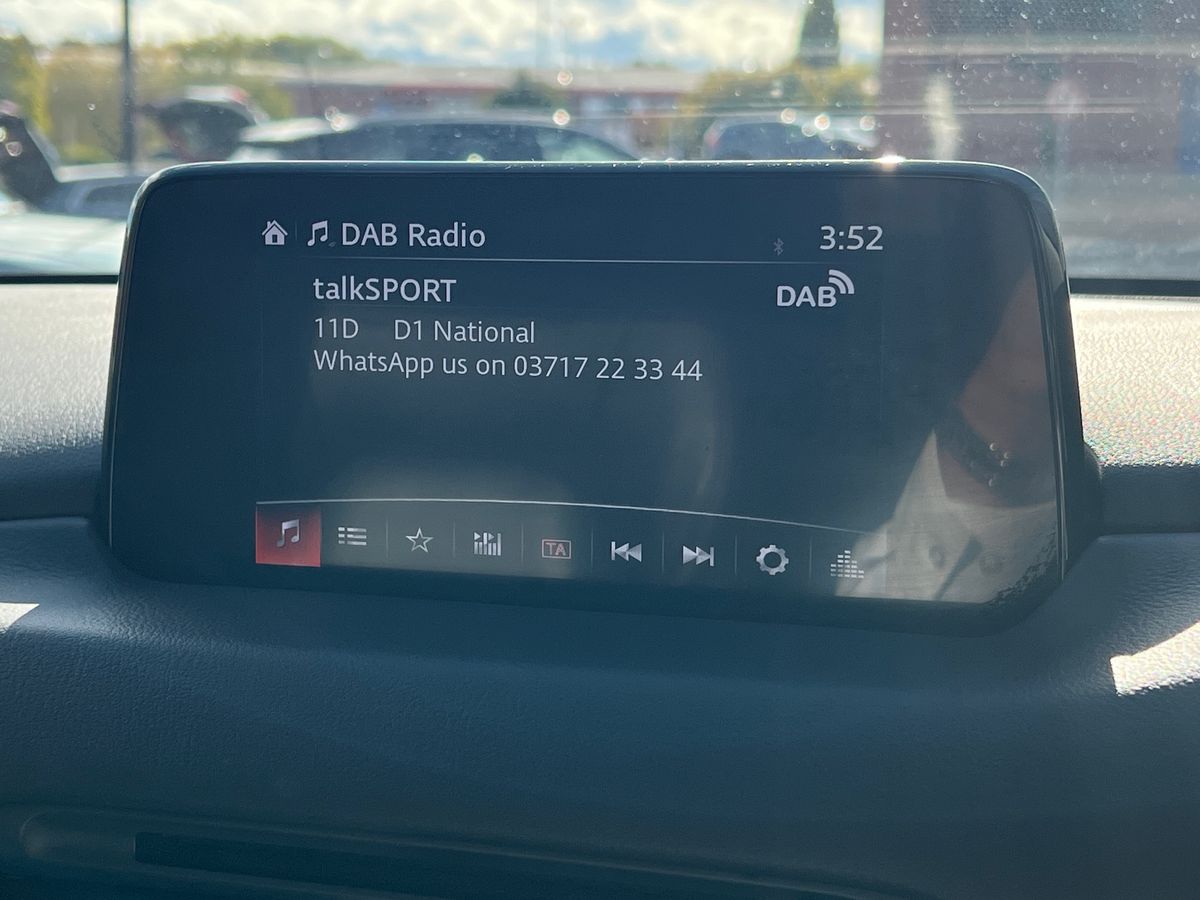 DAB Radio 3:52
talkSPORT DAB
11D D1 National
WhatsApp us on 03717 22 33 44
TA